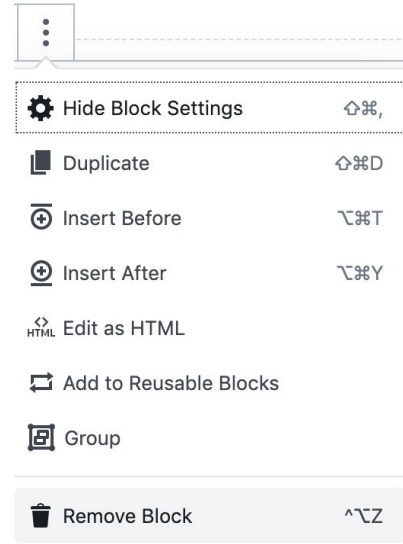 Hide Block Settings ⇧⌘,
Duplicate ⇧⌘D
Insert Before ⌥⌘T
Insert After ⌥⌘Y
HTML Edit as HTML
Add to Reusable Blocks
Group
Remove Block ^⌥Z